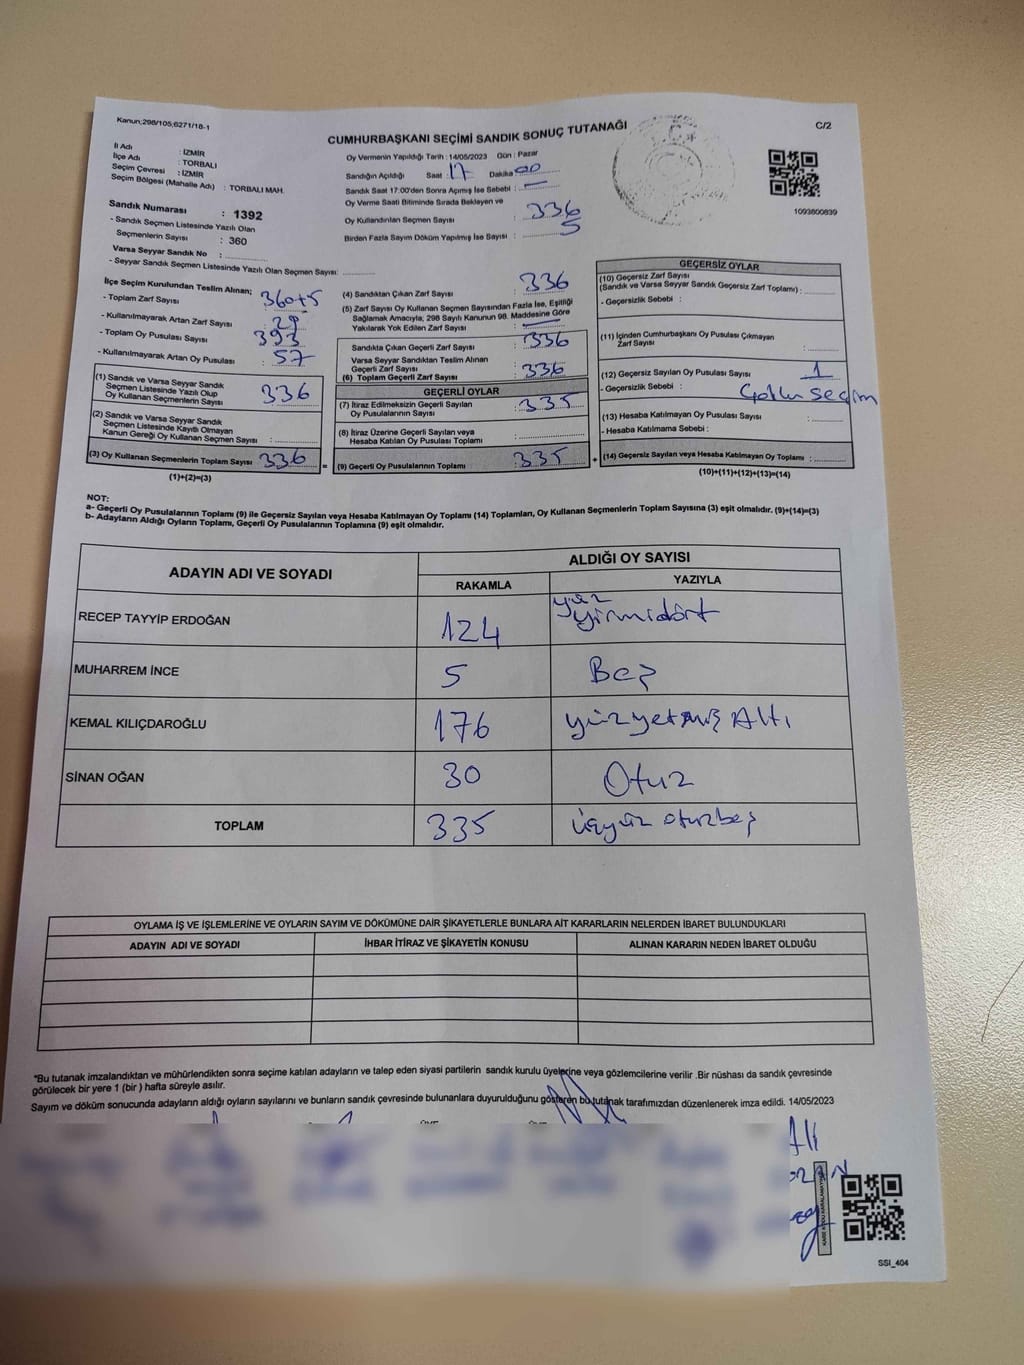 Kanun;298/105;6271/18-1
CUMHURBAŞKANI SEÇİMİ SANDIK SONUÇ TUTANAĞI
C/2
İl Adı : İZMİR
İlçe Adı : TORBALI
Seçim Çevresi : İZMİR
Seçim Bölgesi (Mahalle Adı) : TORBALI MAH.
Sandık Numarası : 1392
- Sandık Seçmen Listesinde Yazılı Olan
Seçmenlerin Sayısı : 360
Varsa Seyyar Sandık No :
- Seyyar Sandık Seçmen Listesinde Yazılı Olan Seçmen Sayısı:
Oy Vermenin Yapıldığı Tarih : 14/05/2023 Gün : Pazar
Sandığın Açıldığı Saat : 17 Dakika : 00
Sandık Saat 17:00'den Sonra Açımış İse Sebebi : —
Oy Verme Saati Bitiminde Sırada Bekleyen ve
Oy Kullandırılan Seçmen Sayısı : 336
Birden Fazla Sayım Döküm Yapılmış İse Sayısı : 5
1093800839
İlçe Seçim Kurulundan Teslim Alınan;
- Toplam Zarf Sayısı : 360+5
- Kullanılmayarak Artan Zarf Sayısı : 29
- Toplam Oy Pusulası Sayısı : 393
- Kullanılmayarak Artan Oy Pusulası : 57
(1) Sandık ve Varsa Seyyar Sandık
Seçmen Listesinde Yazılı Olup
Oy Kullanan Seçmenlerin Sayısı : 336
(2) Sandık ve Varsa Seyyar Sandık
Seçmen Listesinde Kayıtlı Olmayan
Kanun Gereği Oy Kullanan Seçmen Sayısı :
(3) Oy Kullanan Seçmenlerin Toplam Sayısı : 336 =
(1)+(2)=(3)
(4) Sandıktan Çıkan Zarf Sayısı : 336
(5) Zarf Sayısı Oy Kullanan Seçmen Sayısından Fazla İse, Eşitliği
Sağlamak Amacıyla, 298 Sayılı Kanunun 98. Maddesine Göre
Yakılarak Yok Edilen Zarf Sayısı : —
Sandıkta Çıkan Geçerli Zarf Sayısı : 336
Varsa Seyyar Sandıktan Teslim Alınan
Geçerli Zarf Sayısı
(6) Toplam Geçerli Zarf Sayısı : 336
GEÇERLİ OYLAR
(7) İtiraz Edilmeksizin Geçerli Sayılan
Oy Pusulalarının Sayısı : 335
(8) İtiraz Üzerine Geçerli Sayılan veya
Hesaba Katılan Oy Pusulası Toplamı :
(9) Geçerli Oy Pusulalarının Toplamı : 335 +
GEÇERSİZ OYLAR
(10) Geçersiz Zarf Sayısı
(Sandık ve Varsa Seyyar Sandık Geçersiz Zarf Toplamı) :
- Geçersizlik Sebebi :
(11) İçinden Cumhurbaşkanı Oy Pusulası Çıkmayan
Zarf Sayısı :
(12) Geçersiz Sayılan Oy Pusulası Sayısı : 1
- Geçersizlik Sebebi : Çoklu seçim
(13) Hesaba Katılmayan Oy Pusulası Sayısı :
- Hesaba Katılmama Sebebi :
(14) Geçersiz Sayılan veya Hesaba Katılmayan Oy Toplamı :
(10)+(11)+(12)+(13)=(14)
NOT:
a- Geçerli Oy Pusulalarının Toplamı (9) ile Geçersiz Sayılan veya Hesaba Katılmayan Oy Toplamı (14) Toplamları, Oy Kullanan Seçmenlerin Toplam Sayısına (3) eşit olmalıdır. (9)+(14)=(3)
b- Adayların Aldığı Oyların Toplamı, Geçerli Oy Pusulalarının Toplamına (9) eşit olmalıdır.
ADAYIN ADI VE SOYADI
ALDIĞI OY SAYISI
RAKAMLA YAZIYLA
RECEP TAYYİP ERDOĞAN 124 yüz yirmidört
MUHARREM İNCE 5 Beş
KEMAL KILIÇDAROĞLU 176 yüzyetmiş Altı
SİNAN OĞAN 30 Otuz
TOPLAM 335 üçyüz otuzbeş
OYLAMA İŞ VE İŞLEMLERİNE VE OYLARIN SAYIM VE DÖKÜMÜNE DAİR ŞİKAYETLERLE BUNLARA AİT KARARLARIN NELERDEN İBARET BULUNDUKLARI
ADAYIN ADI VE SOYADI İHBAR İTİRAZ VE ŞİKAYETİN KONUSU ALINAN KARARIN NEDEN İBARET OLDUĞU
*Bu tutanak imzalandıktan ve mühürlendikten sonra seçime katılan adayların ve talep eden siyasi partilerin sandık kurulu üyelerine veya gözlemcilerine verilir .Bir nüshası da sandık çevresinde
görülecek bir yere 1 (bir ) hafta süreyle asılır.
Sayım ve döküm sonucunda adayların aldığı oyların sayılarını ve bunların sandık çevresinde bulunanlara duyurulduğunu gösteren bu tutanak tarafımızdan düzenlenerek imza edildi. 14/05/2023
Ali
SSI_404